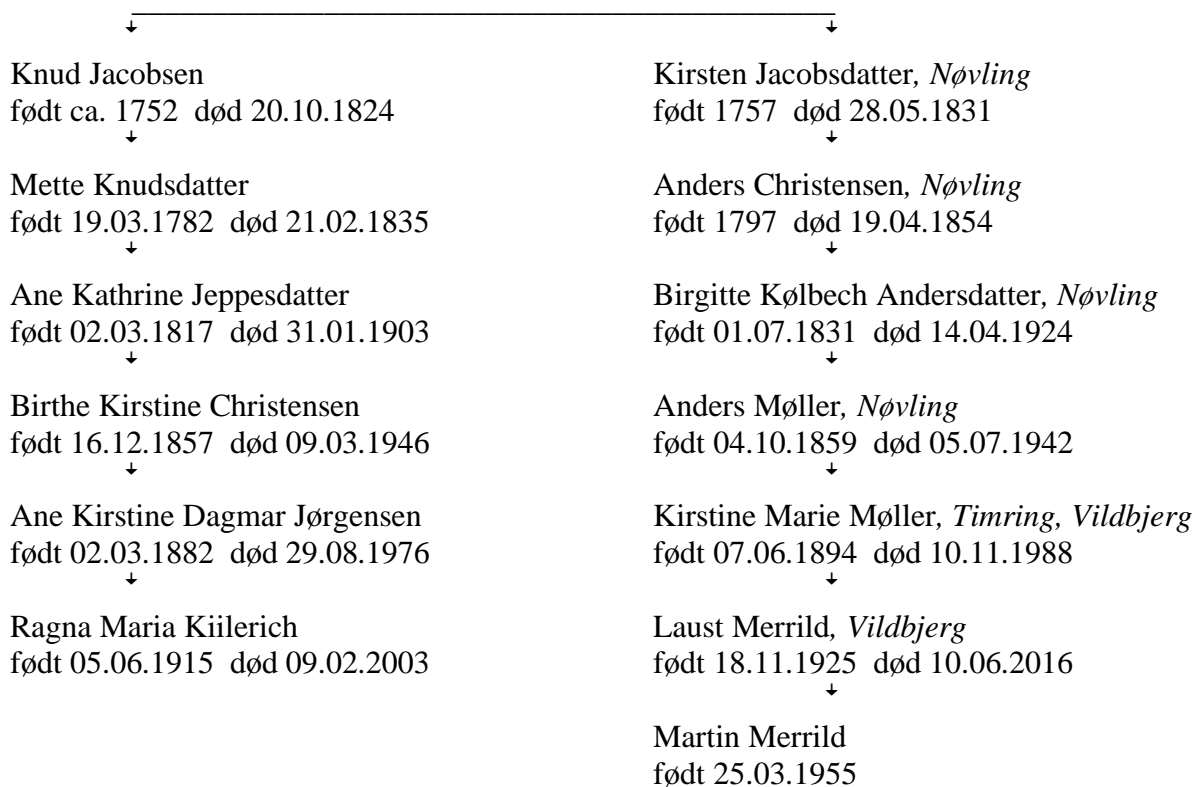 Knud Jacobsen
født ca. 1752 død 20.10.1824
Mette Knudsdatter
født 19.03.1782 død 21.02.1835
Ane Kathrine Jeppesdatter
født 02.03.1817 død 31.01.1903
Birthe Kirstine Christensen
født 16.12.1857 død 09.03.1946
Ane Kirstine Dagmar Jørgensen
født 02.03.1882 død 29.08.1976
Ragna Maria Kiilerich
født 05.06.1915 død 09.02.2003
Kirsten Jacobsdatter, Nøvling
født 1757 død 28.05.1831
Anders Christensen, Nøvling
født 1797 død 19.04.1854
Birgitte Kølbech Andersdatter, Nøvling
født 01.07.1831 død 14.04.1924
Anders Møller, Nøvling
født 04.10.1859 død 05.07.1942
Kirstine Marie Møller, Timring, Vildbjerg
født 07.06.1894 død 10.11.1988
Laust Merrild, Vildbjerg
født 18.11.1925 død 10.06.2016
Martin Merrild
født 25.03.1955